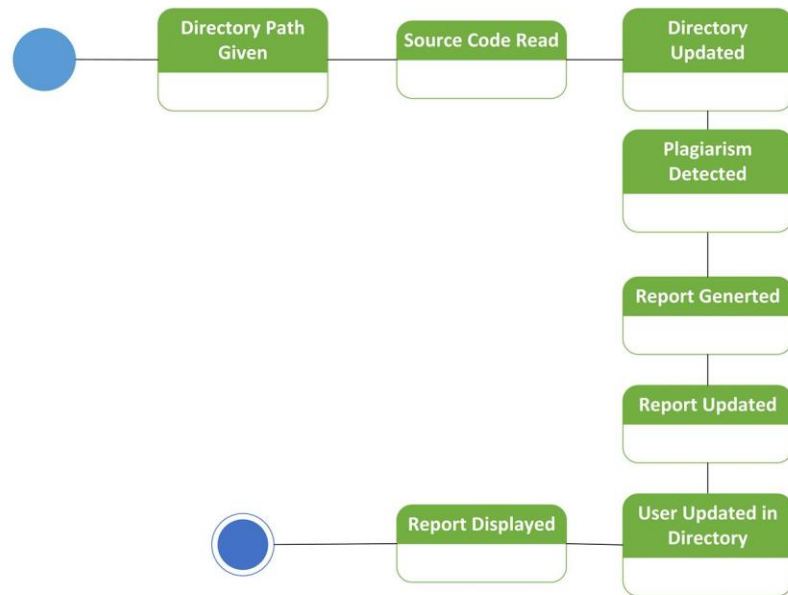 Directory Path
Given
Source Code Read
Directory
Updated
Plagiarism
Detected
Report Generted
Report Updated
User Updated in
Directory
Report Displayed